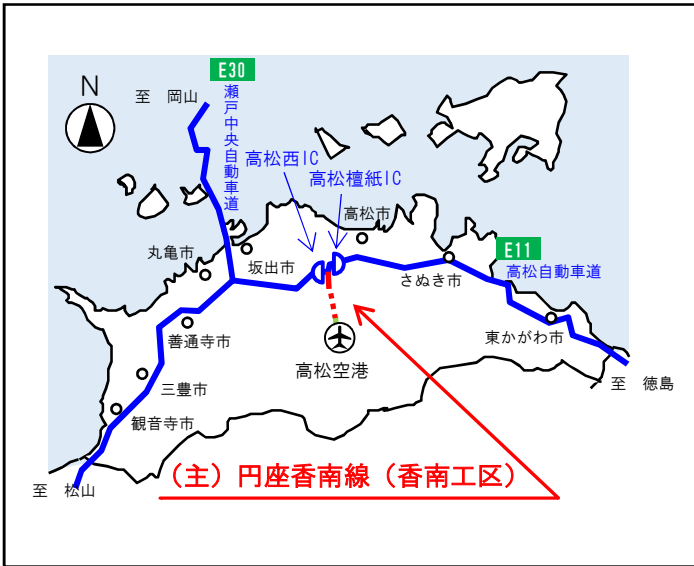 E30
N
至 岡山
瀬戸中央自動車道
高松西IC
高松檀紙IC
高松市
丸亀市
坂出市
E11
高松自動車道
さぬき市
善通寺市
東かがわ市
高松空港
三豊市
至 徳島
観音寺市
(主)円座香南線(香南工区)
至 松山